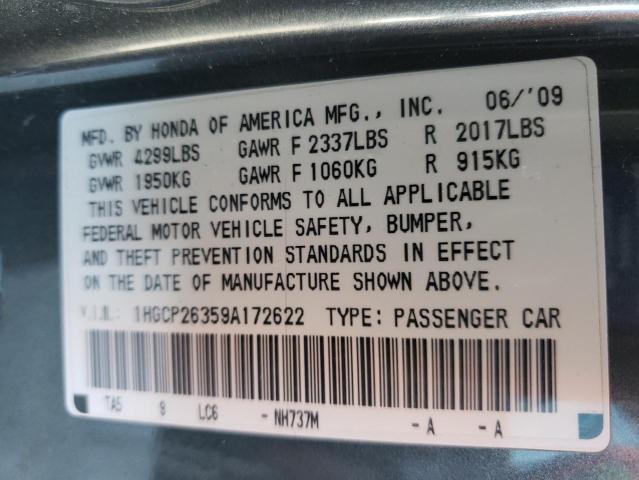 MFD. BY HONDA OF AMERICA MFG., INC. 06/'09
GVWR 4299LBS GAWR F 2337LBS R 2017LBS
GVWR 1950KG GAWR F 1060KG R 915KG
THIS VEHICLE CONFORMS TO ALL APPLICABLE
FEDERAL MOTOR VEHICLE SAFETY, BUMPER,
AND THEFT PREVENTION STANDARDS IN EFFECT
ON THE DATE OF MANUFACTURE SHOWN ABOVE.
V.I.N.: 1HGCP26359A172622 TYPE: PASSENGER CAR
TA5 9 LC6 - NH737M - A - A